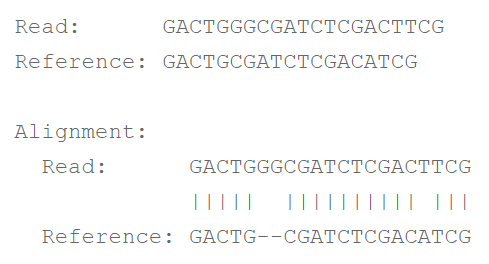 Read:      GACTGGGCGATCTCGACTTCG
Reference: GACTGCGATCTCGACATCG
Alignment:
  Read:      GACTGGGCGATCTCGACTTCG
             |||||  |||||||||| |||
  Reference: GACTG--CGATCTCGACATCG